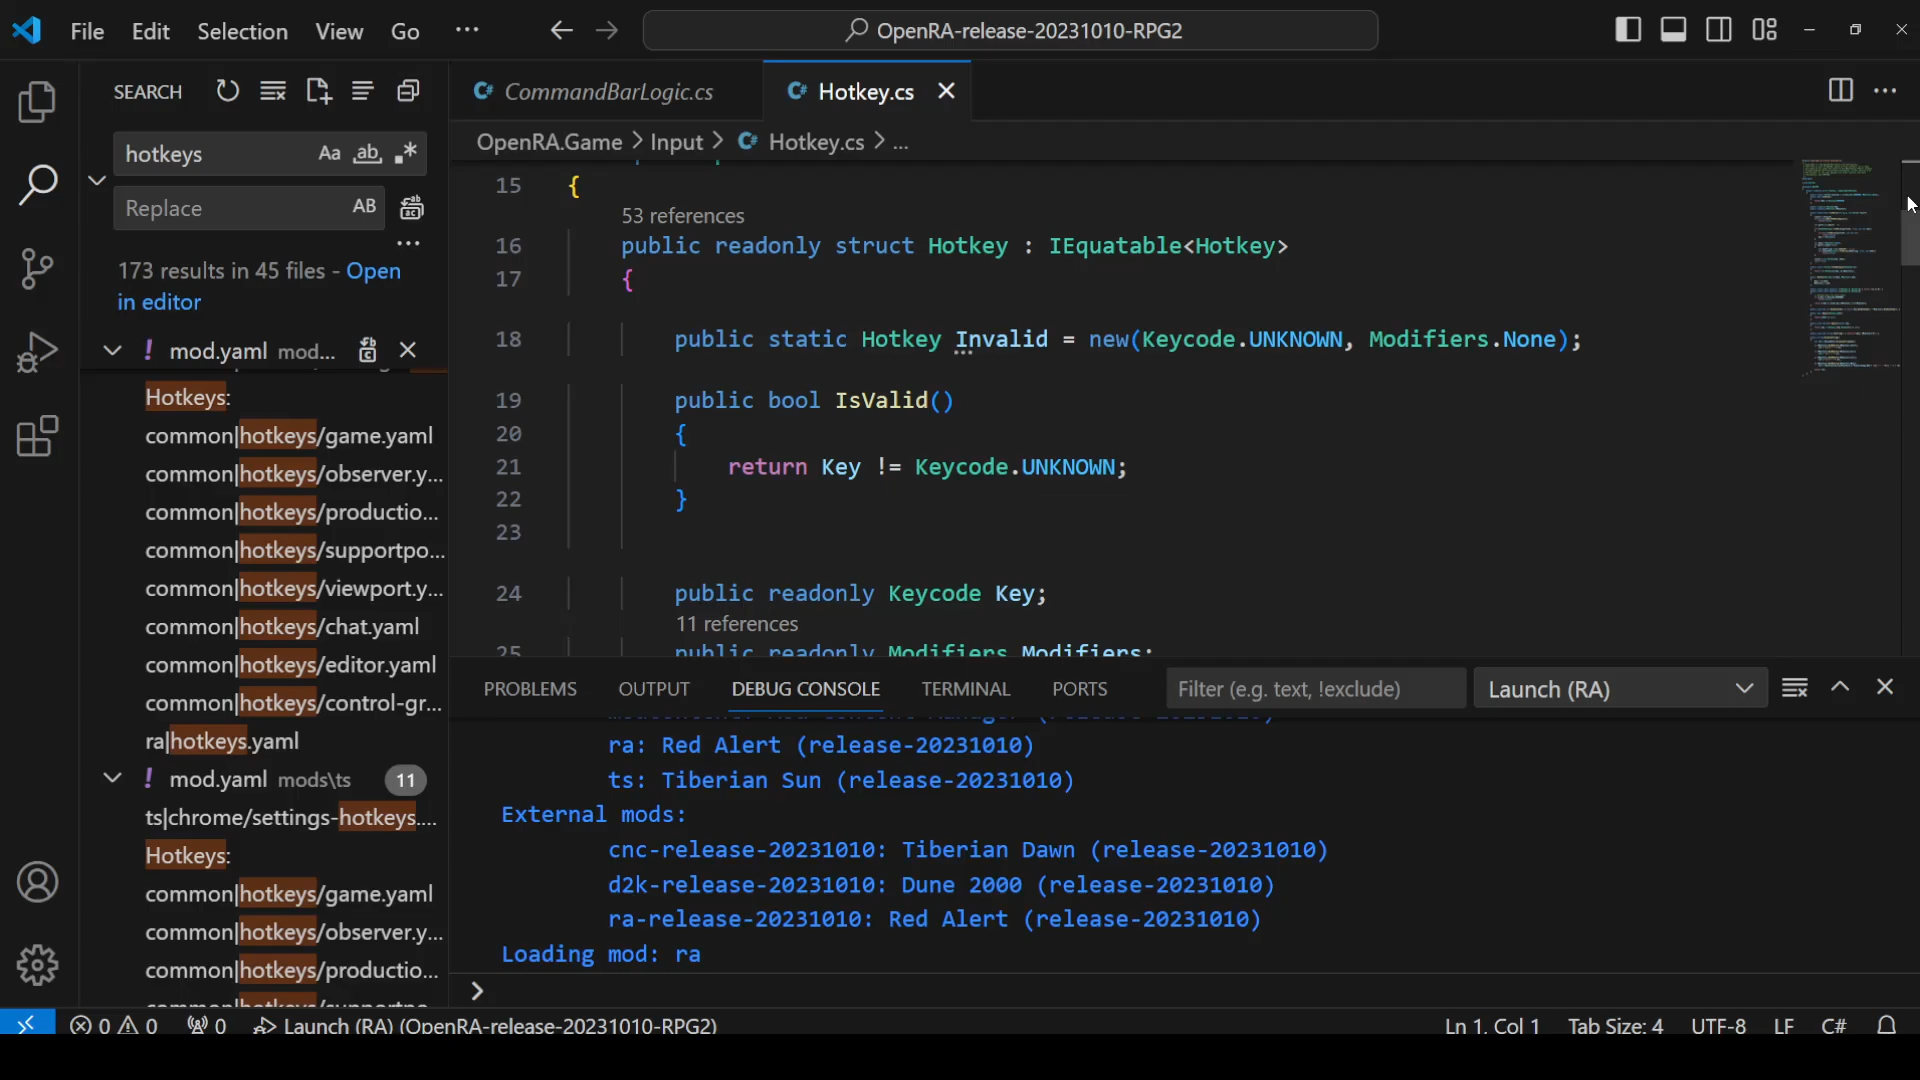 File Edit Selection View Go ... OpenRA-release-20231010-RPG2
SEARCH
hotkeys Aa ab
Replace AB
173 results in 45 files - Open
in editor
! mod.yaml mod...
Hotkeys:
common|hotkeys/game.yaml
common|hotkeys/observer.y...
common|hotkeys/productio...
common|hotkeys/supportpo...
common|hotkeys/viewport.y...
common|hotkeys/chat.yaml
common|hotkeys/editor.yaml
common|hotkeys/control-gr...
ra|hotkeys.yaml
! mod.yaml mods\ts 11
ts|chrome/settings-hotkeys....
Hotkeys:
common|hotkeys/game.yaml
common|hotkeys/observer.y...
common|hotkeys/productio...
CommandBarLogic.cs Hotkey.cs
OpenRA.Game > Input > Hotkey.cs > ...
15 {
53 references
16 public readonly struct Hotkey : IEquatable<Hotkey>
17 {
18 public static Hotkey Invalid = new(Keycode.UNKNOWN, Modifiers.None);
19 public bool IsValid()
20 {
21 return Key != Keycode.UNKNOWN;
22 }
23
24 public readonly Keycode Key;
11 references
25 public readonly Modifiers Modifiers;
PROBLEMS OUTPUT DEBUG CONSOLE TERMINAL PORTS Filter (e.g. text, !exclude) Launch (RA)
ra: Red Alert (release-20231010)
ts: Tiberian Sun (release-20231010)
External mods:
cnc-release-20231010: Tiberian Dawn (release-20231010)
d2k-release-20231010: Dune 2000 (release-20231010)
ra-release-20231010: Red Alert (release-20231010)
Loading mod: ra
>
0 0 0 Launch (RA) (OpenRA-release-20231010-RPG2) Ln 1, Col 1 Tab Size: 4 UTF-8 LF C#